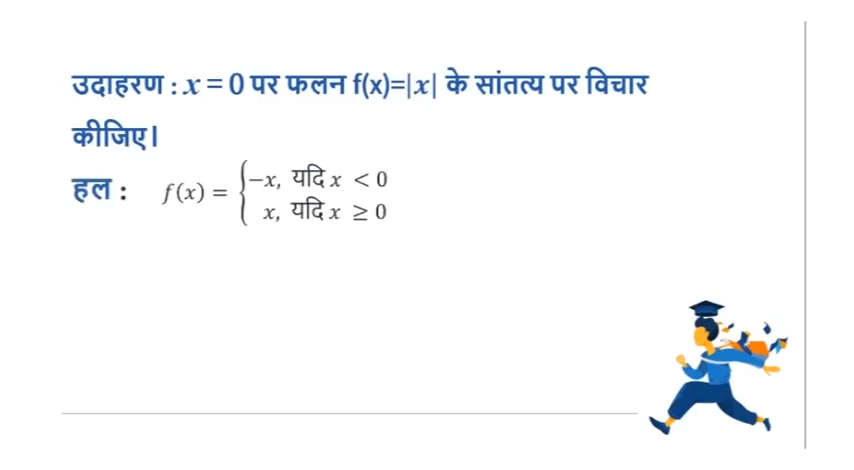 उदाहरण : x = 0 पर फलन f(x)=|x| के सांतत्य पर विचार
कीजिए।
हल : f(x) = { −x, यदि x < 0
x, यदि x ≥ 0